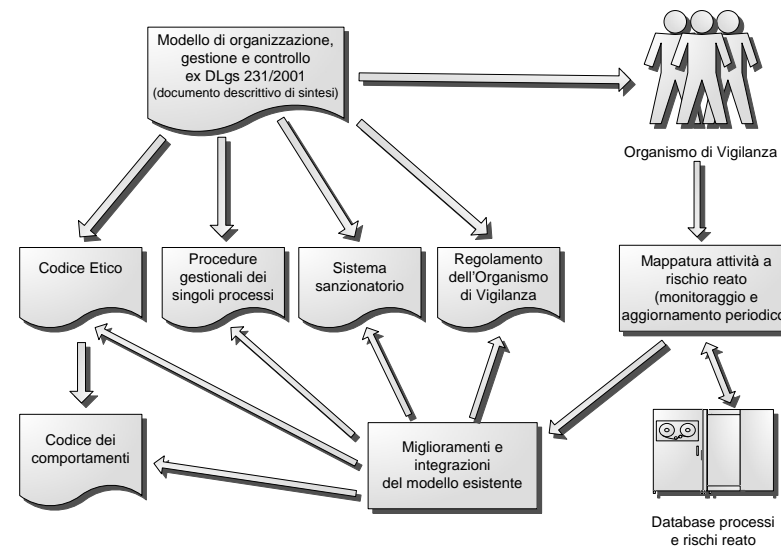 Modello di organizzazione,
gestione e controllo
ex DLgs 231/2001
(documento descrittivo di sintesi)
Organismo di Vigilanza
Codice Etico
Procedure
gestionali dei
singoli processi
Sistema
sanzionatorio
Regolamento
dell'Organismo
di Vigilanza
Mappatura attività a
rischio reato
(monitoraggio e
aggiornamento periodico
Codice dei
comportamenti
Miglioramenti e
integrazioni
del modello esistente
Database processi
e rischi reato